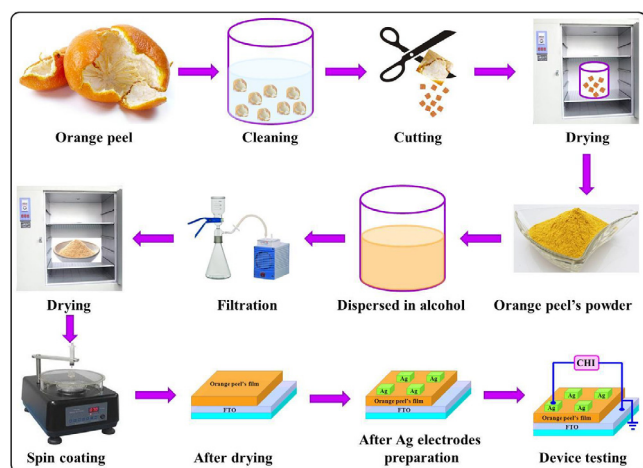 Orange peel
Cleaning
Cutting
Drying
Drying
Filtration
Dispersed in alcohol
Orange peel's powder
Orange peel's film
FTO
Ag
Ag
Ag
Ag
Orange peel's film
FTO
CHI
Ag
Ag
Ag
Ag
Orange peel's film
FTO
Spin coating
After drying
After Ag electrodes
preparation
Device testing